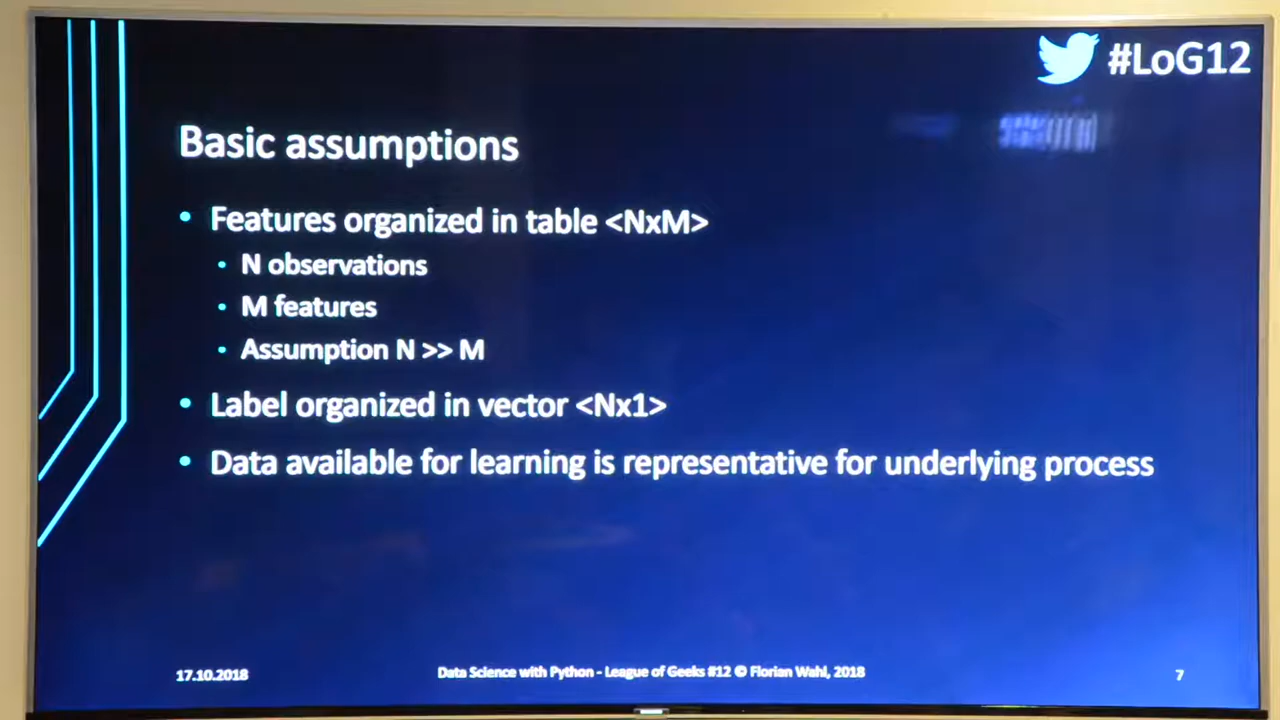 #LoG12
Basic assumptions
• Features organized in table <NxM>
• N observations
• M features
• Assumption N >> M
• Label organized in vector <Nx1>
• Data available for learning is representative for underlying process
17.10.2018
Data Science with Python - League of Geeks #12 © Florian Wahl, 2018
7